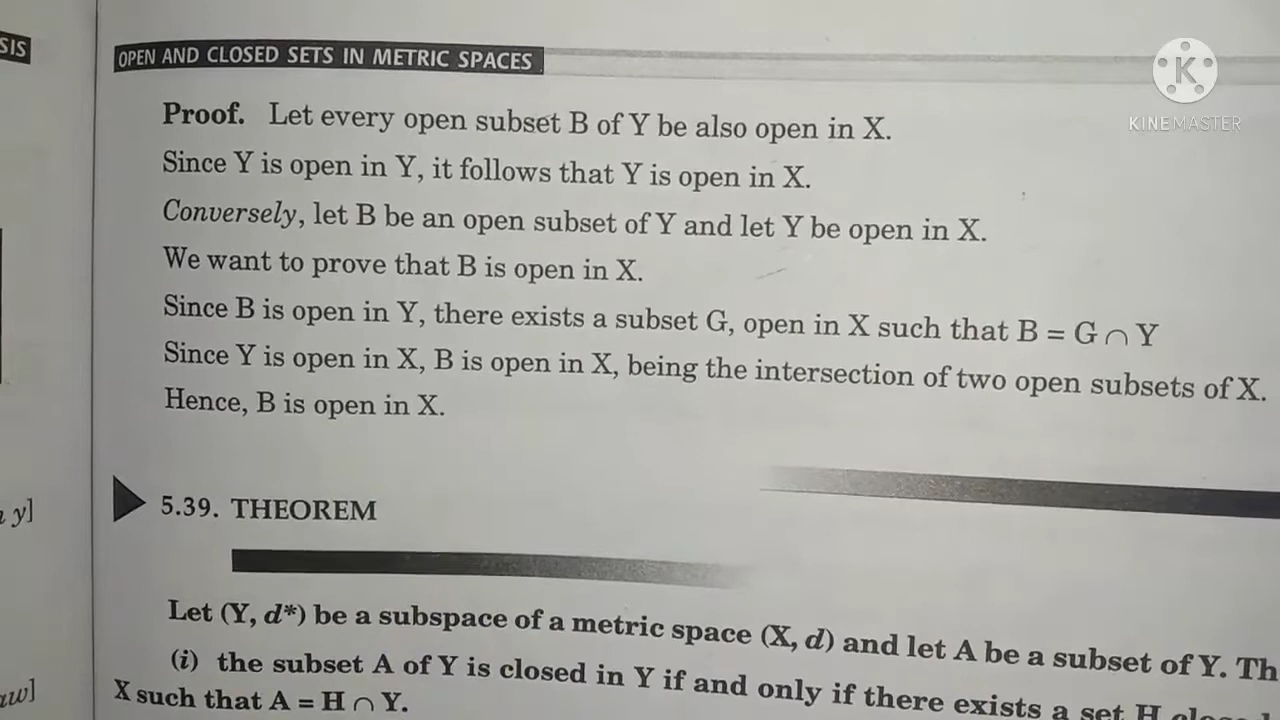 SIS
OPEN AND CLOSED SETS IN METRIC SPACES
K
KINEMASTER
Proof. Let every open subset B of Y be also open in X.
Since Y is open in Y, it follows that Y is open in X.
Conversely, let B be an open subset of Y and let Y be open in X.
We want to prove that B is open in X.
Since B is open in Y, there exists a subset G, open in X such that B = G ∩ Y
Since Y is open in X, B is open in X, being the intersection of two open subsets of X.
Hence, B is open in X.
y]
5.39. THEOREM
Let (Y, d*) be a subspace of a metric space (X, d) and let A be a subset of Y. Th
(i) the subset A of Y is closed in Y if and only if there exists a set H closed
X such that A = H ∩ Y.
w]